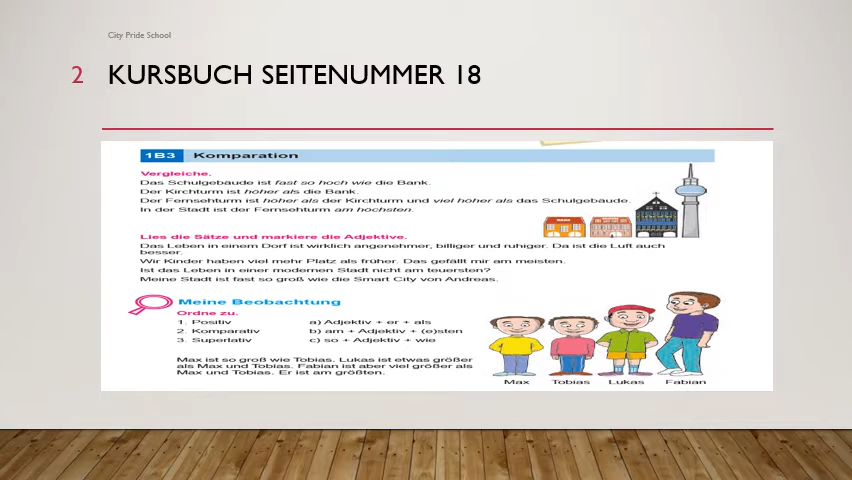 City Pride School
2 KURSBUCH SEITENUMMER 18
1B3 Komparation
Vergleiche.
Das Schulgebäude ist fast so hoch wie die Bank.
Der Kirchturm ist höher als die Bank.
Der Fernsehturm ist höher als der Kirchturm und viel höher als das Schulgebäude.
In der Stadt ist der Fernsehturm am höchsten.
BANK
Lies die Sätze und markiere die Adjektive.
Das Leben in einem Dorf ist wirklich angenehmer, billiger und ruhiger. Da ist die Luft auch
besser.
Wir Kinder haben viel mehr Platz als früher. Das gefällt mir am meisten.
Ist das Leben in einer modernen Stadt nicht am teuersten?
Meine Stadt ist fast so groß wie die Smart City von Andreas.
Meine Beobachtung
Ordne zu.
1. Positiv a) Adjektiv + er + als
2. Komparativ b) am + Adjektiv + (e)sten
3. Superlativ c) so + Adjektiv + wie
Max ist so groß wie Tobias. Lukas ist etwas größer
als Max und Tobias. Fabian ist aber viel größer als
Max und Tobias. Er ist am größten.
Max Tobias Lukas Fabian